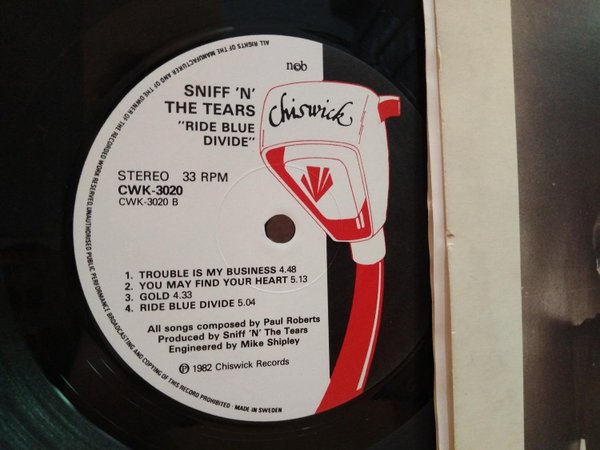 ALL RIGHTS OF THE MANUFACTURER AND OF THE OWNER OF THE RECORDED WORK RESERVED. UNAUTHORISED PUBLIC PERFORMANCE BROADCASTING AND COPYING OF THIS RECORD PROHIBITED · MADE IN SWEDEN
n©b
Chiswick
SNIFF 'N'
THE TEARS
"RIDE BLUE
DIVIDE"
STEREO 33 RPM
CWK-3020
CWK-3020 B
1. TROUBLE IS MY BUSINESS 4.48
2. YOU MAY FIND YOUR HEART 5.13
3. GOLD 4.33
4. RIDE BLUE DIVIDE 5.04
All songs composed by Paul Roberts
Produced by Sniff 'N' The Tears
Engineered by Mike Shipley
℗ 1982 Chiswick Records